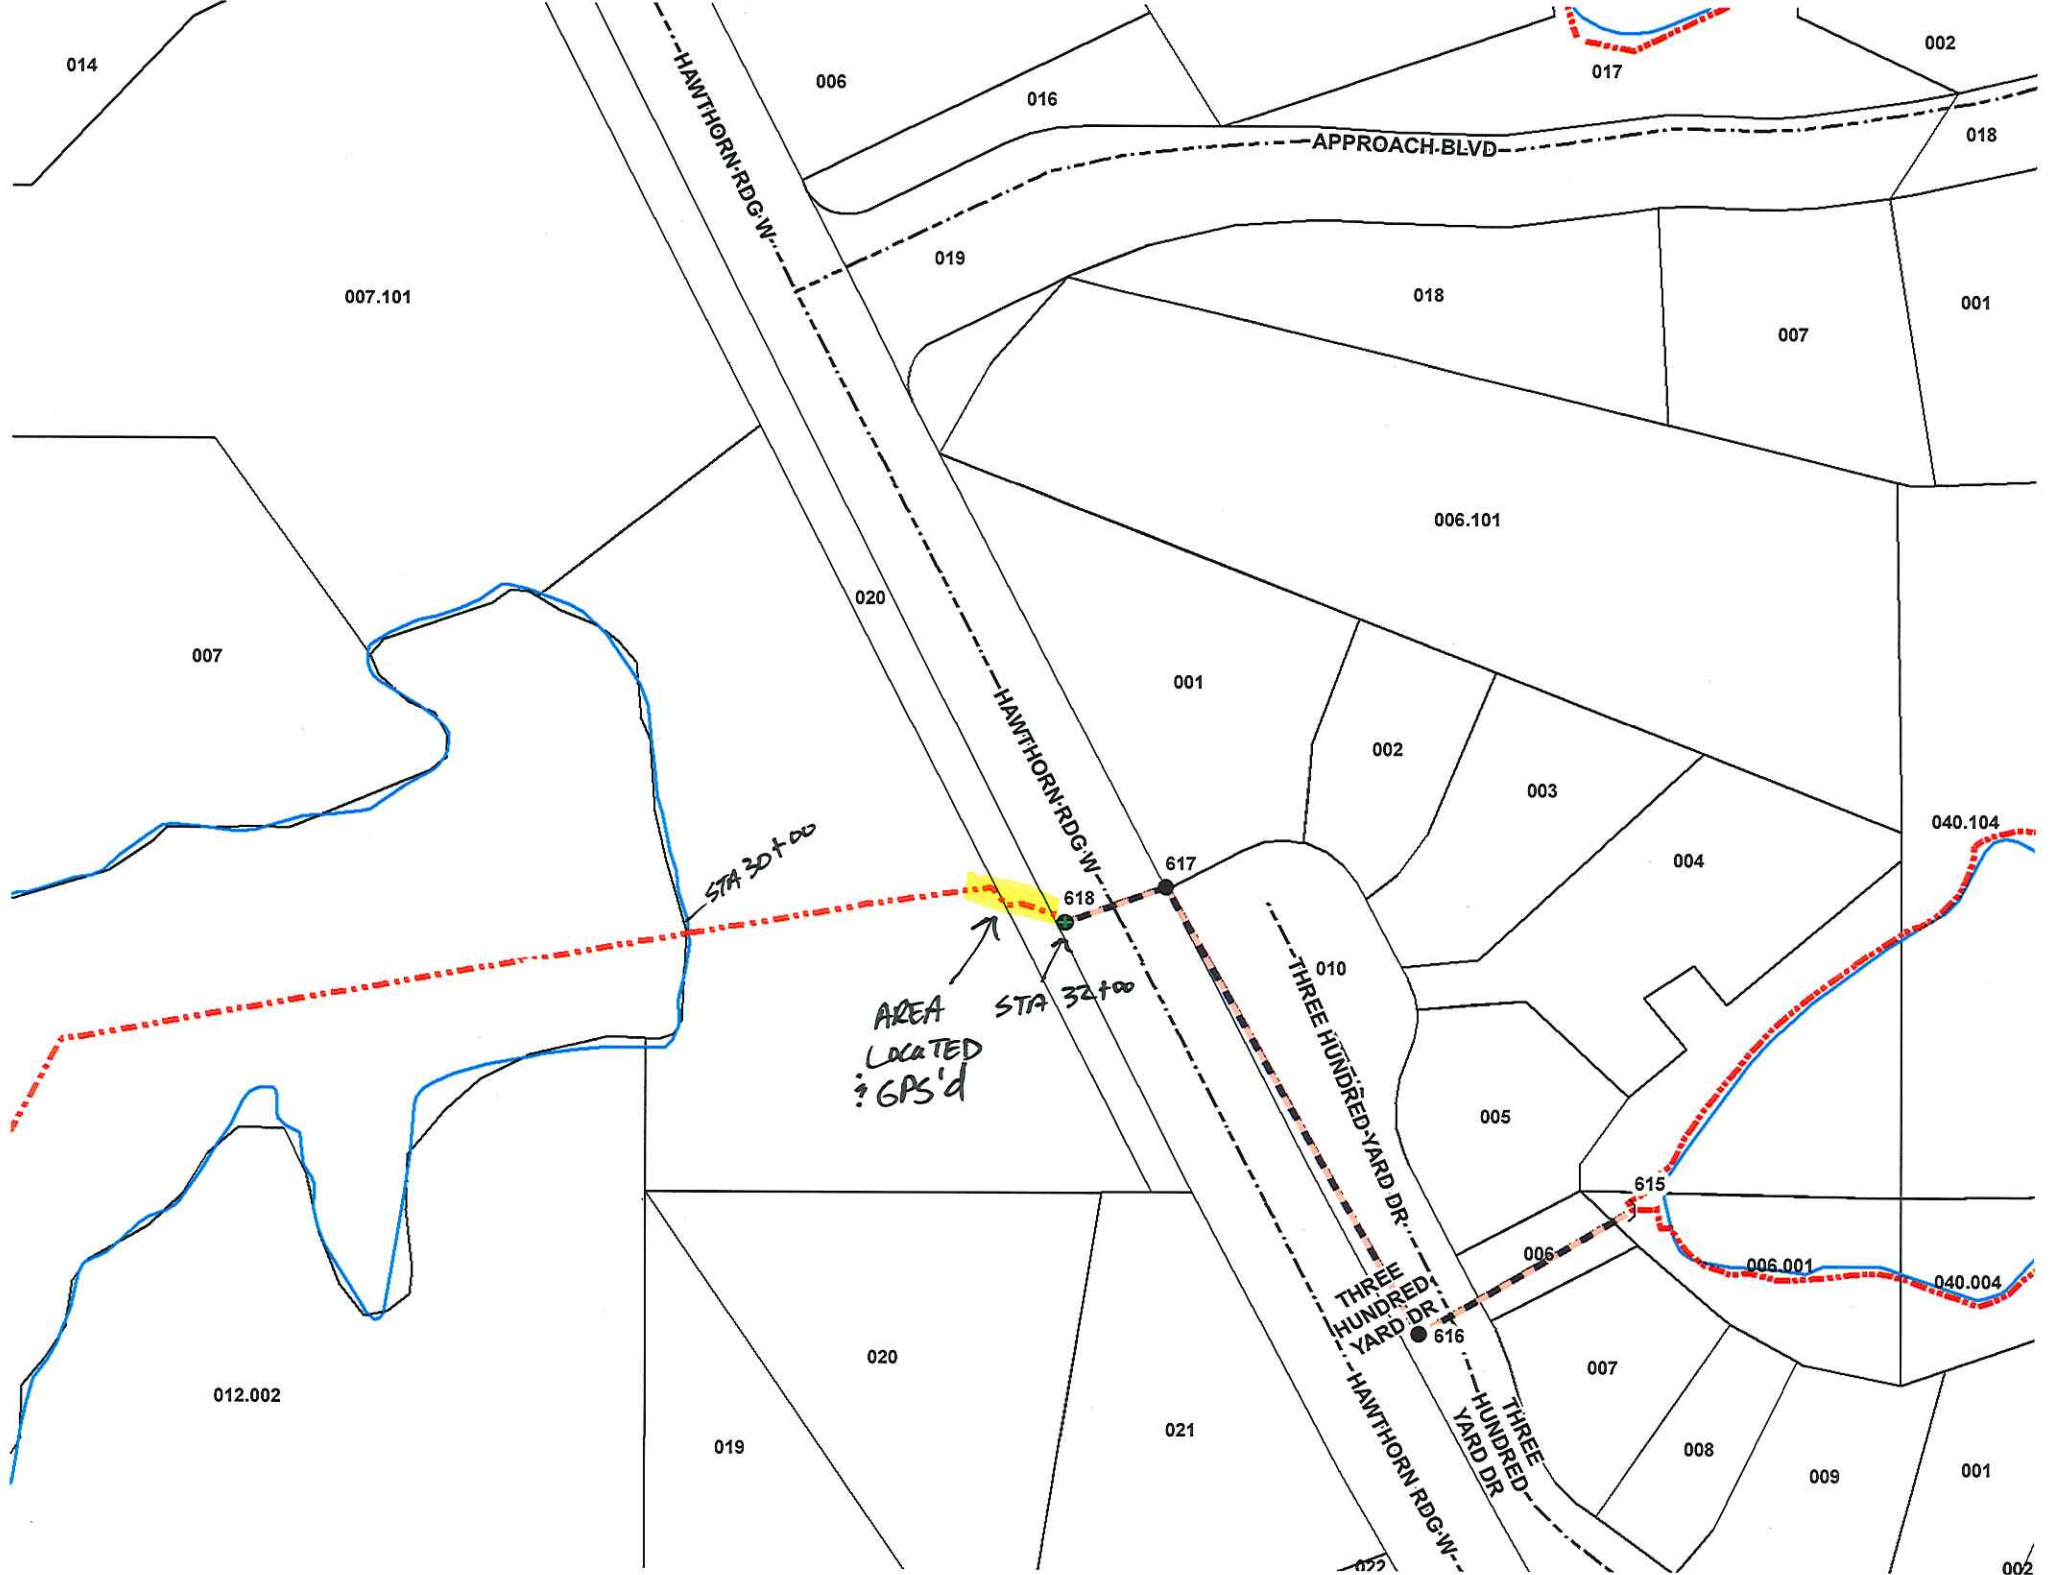 014
006
016
017
002
018
HAWTHORN RDG W
APPROACH BLVD
007.101
019
018
007
001
006.101
020
007
001
002
003
004
040.104
HAWTHORN RDG W
STA 30+00
617
618
010
AREA
LOCATED
& GPS'd
STA 32+00
THREE HUNDRED YARD DR
005
615
006
006.001
040.004
THREE
HUNDRED
YARD DR
616
012.002
019
020
021
HAWTHORN RDG W
THREE
HUNDRED
YARD DR
007
008
009
001
022
002